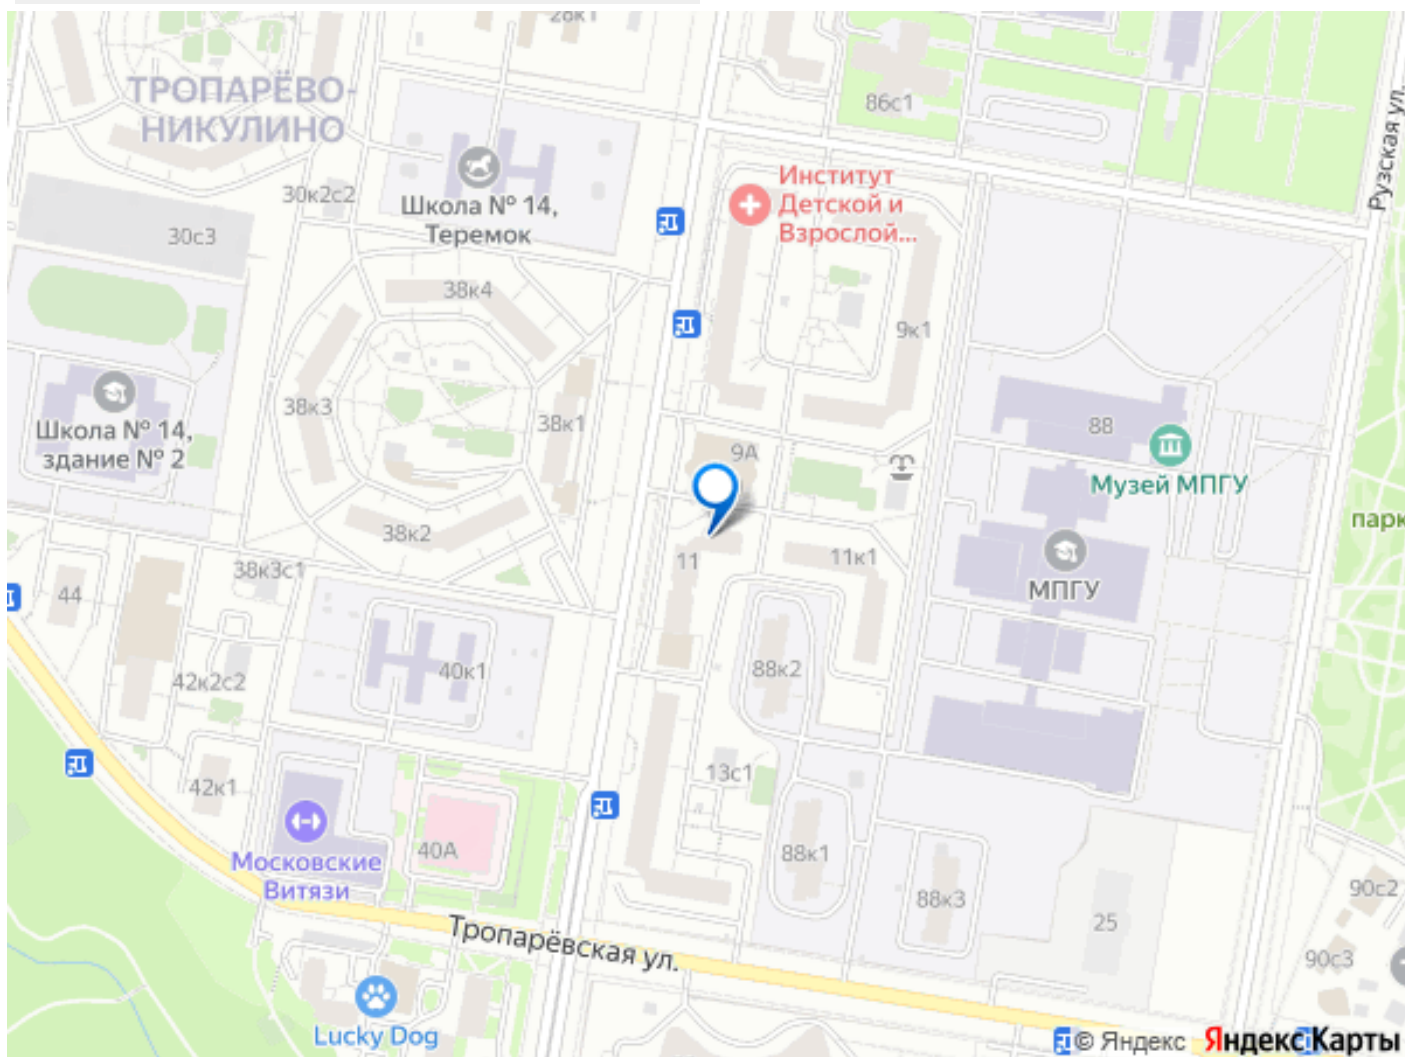 28к1
ТРОПАРЁВО-
НИКУЛИНО
86с1
Рузская ул.
30к2с2
Школа № 14,
Теремок
Институт
Детской и
Взрослой...
30с3
38к4
9к1
38к3
38к1
88
Школа № 14,
здание № 2
9А
Музей МПГУ
38к2
парк
11
11к1
38к3с1
МПГУ
44
40к1
88к2
42к2с2
13с1
42к1
40А
88к1
Московские
Витязи
88к3
90с2
25
Тропарёвская ул.
90с3
Lucky Dog
© Яндекс Яндекс Карты